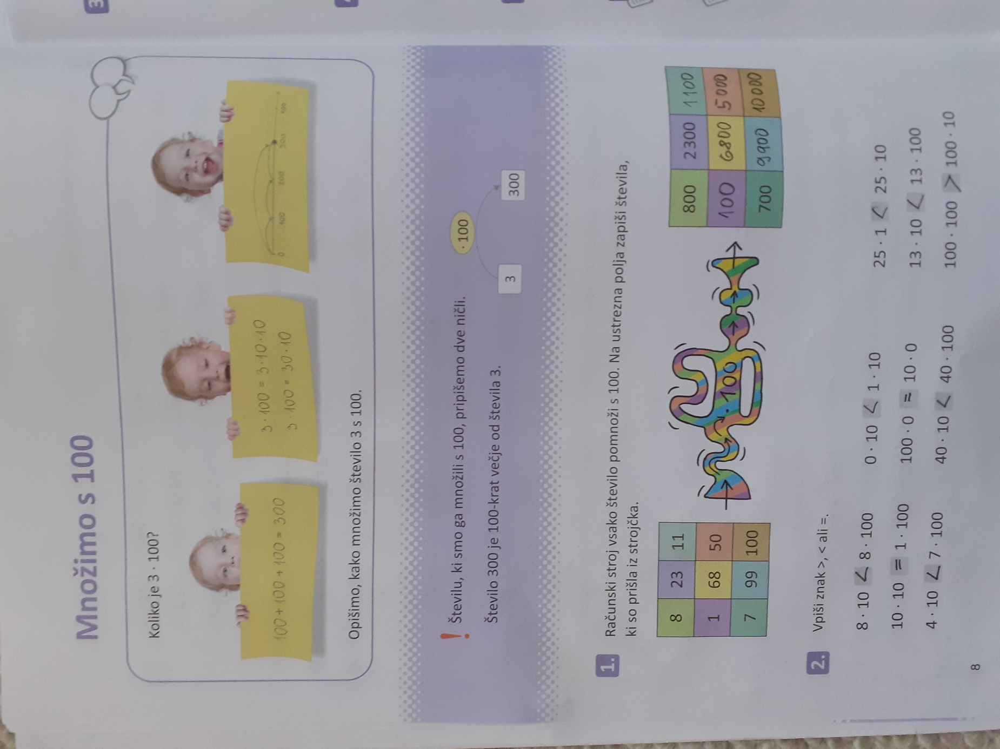 Množimo s 100
Koliko je 3 · 100?
100 + 100 + 100 = 300
3 · 100 = 3 · 10 · 10
3 · 100 = 30 · 10
0 100 200 300 400
Opišimo, kako množimo število 3 s 100.
! Številu, ki smo ga množili s 100, pripišemo dve ničli.
· 100
Število 300 je 100-krat večje od števila 3.
3 300
1. Računski stroj vsako število pomnoži s 100. Na ustrezna polja zapiši števila,
ki so prišla iz strojčka.
8 23 11
1 68 50
7 99 100
· 100
800 2300 1100
100 6800 5000
700 9900 10000
2. Vpiši znak >, < ali =.
8 · 10 < 8 · 100 0 · 10 < 1 · 10 25 · 1 < 25 · 10
10 · 10 = 1 · 100 100 · 0 = 10 · 0 13 · 10 < 13 · 100
4 · 10 < 7 · 100 40 · 10 < 40 · 100 100 · 100 > 100 · 10
8
3